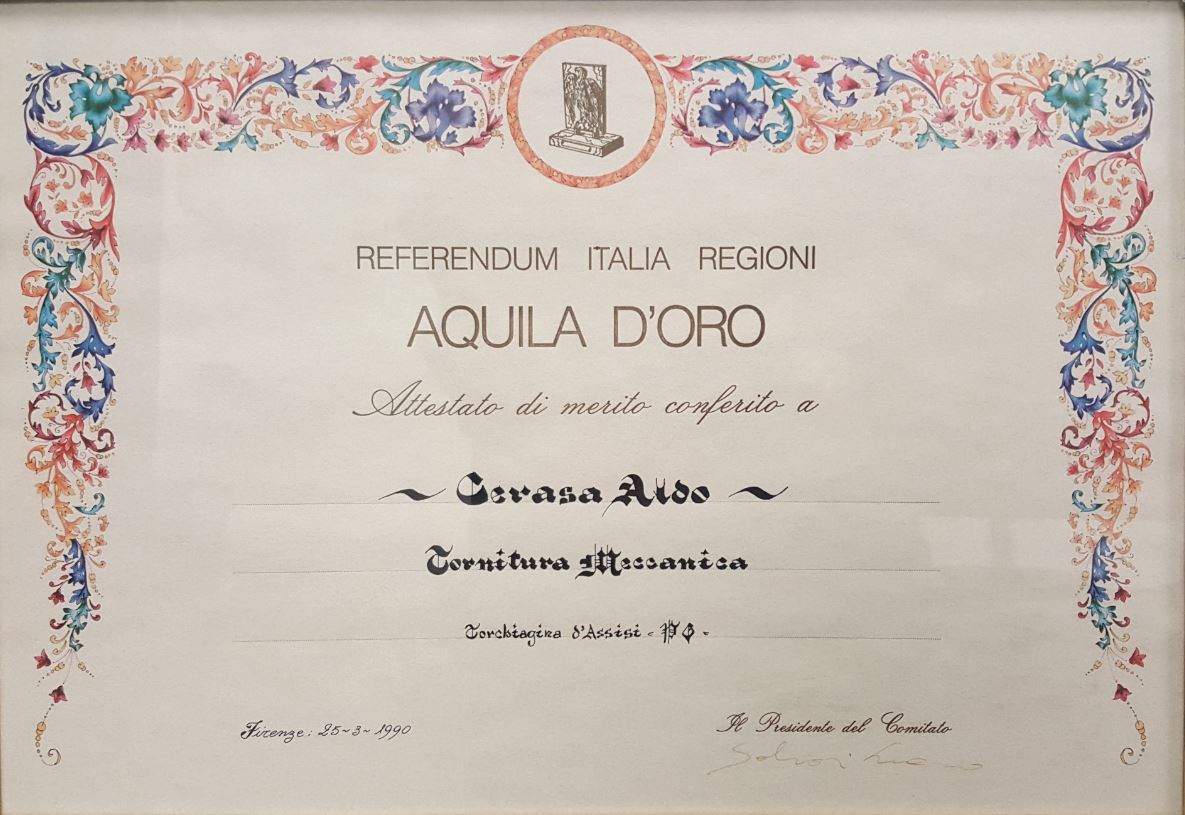 REFERENDUM ITALIA REGIONI
AQUILA D'ORO
Attestato di merito conferito a
~ Cerasa Aldo ~
Tornitura Meccanica
Torchiagina d'Assisi - PG -
Firenze: 25-3-1990
Il Presidente del Comitato